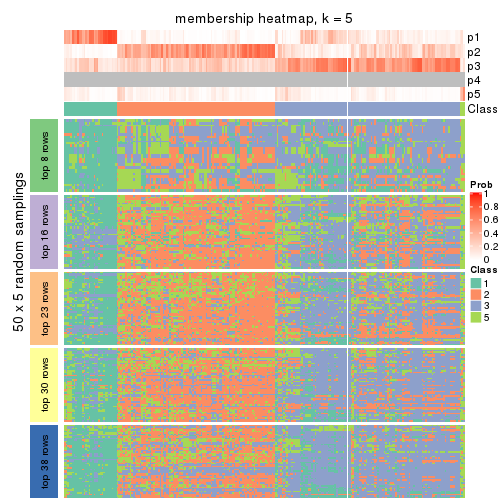 membership heatmap, k = 5
p1
p2
p3
p4
p5
Class
50 x 5 random samplings
top 8 rows
top 16 rows
top 23 rows
top 30 rows
top 38 rows
Prob
1
0.8
0.6
0.4
0.2
0
Class
1
2
3
5